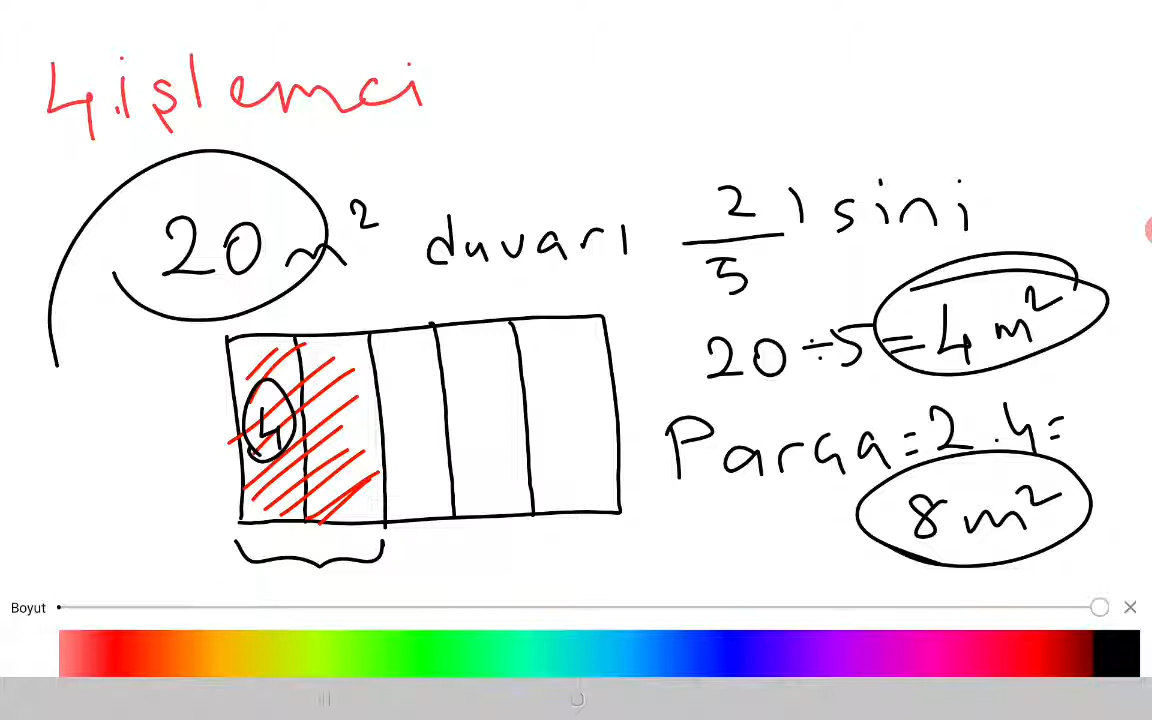 4.işlemci
20 m² duvarı 2/5 sini
20÷5=4 m²
4
Parça=2.4=
8 m²
Boyut